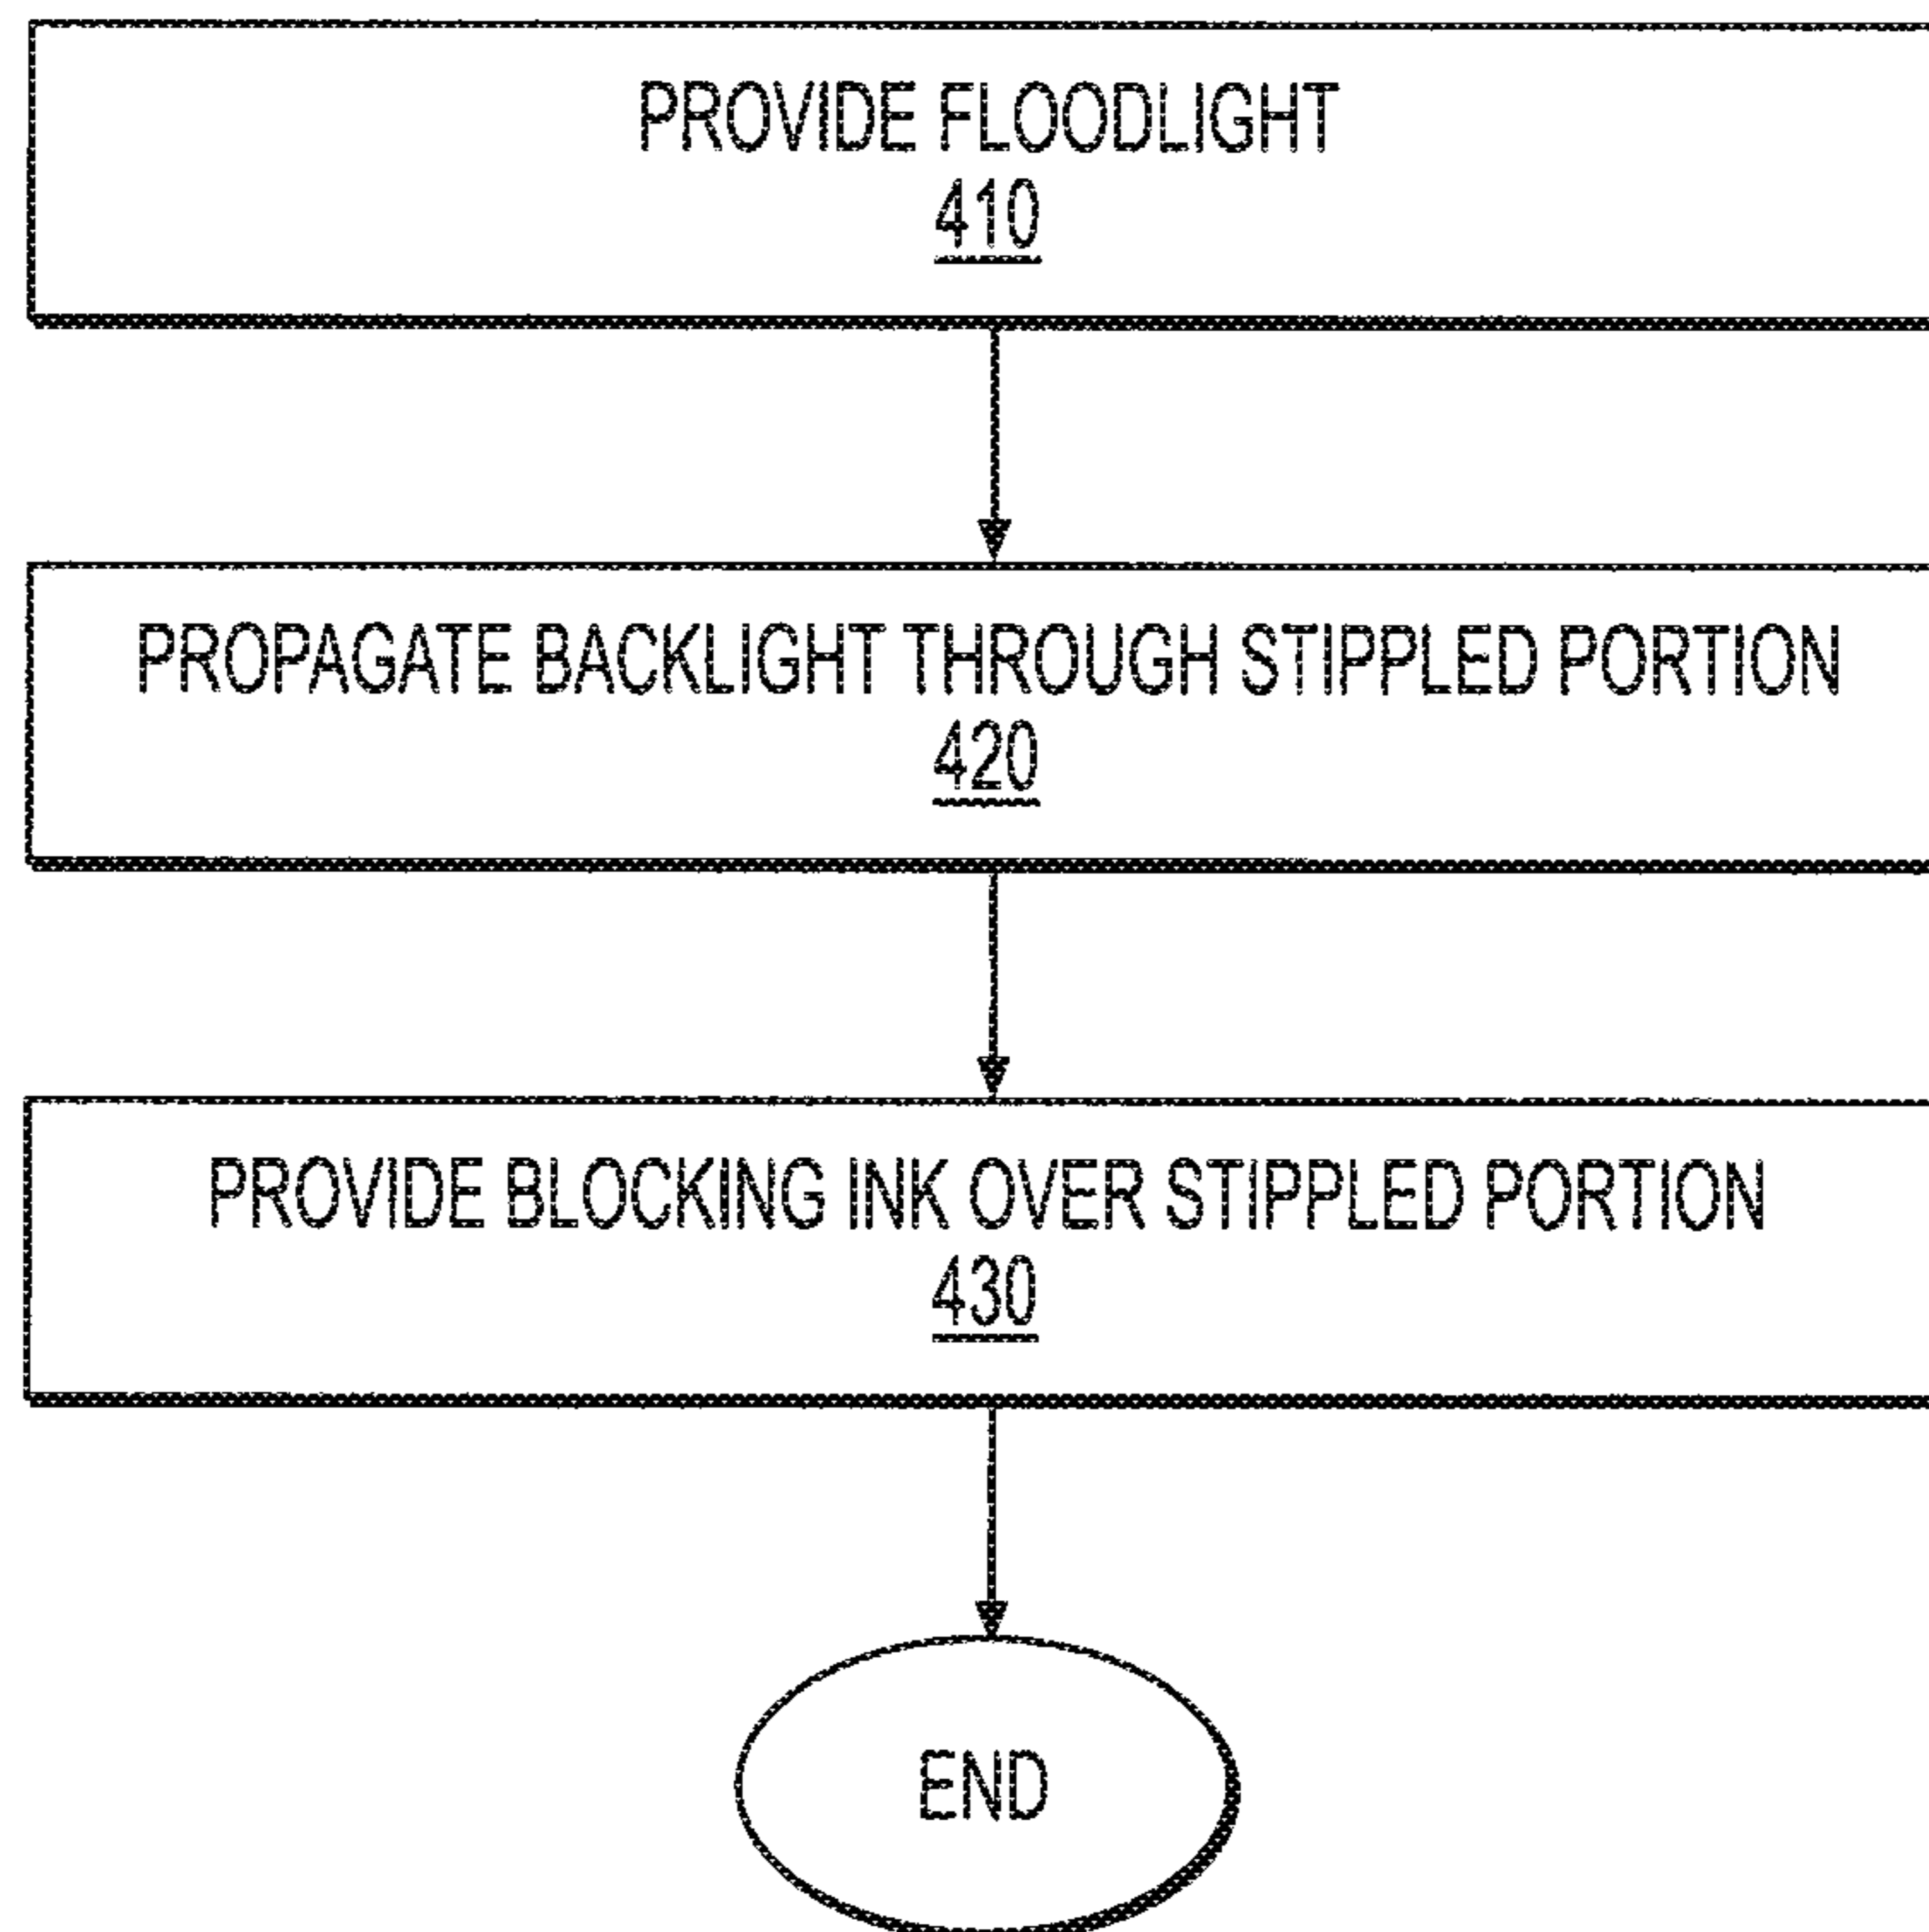 PROVIDE FLOODLIGHT
410
PROPAGATE BACKLIGHT THROUGH STIPPLED PORTION
420
PROVIDE BLOCKING INK OVER STIPPLED PORTION
430
END